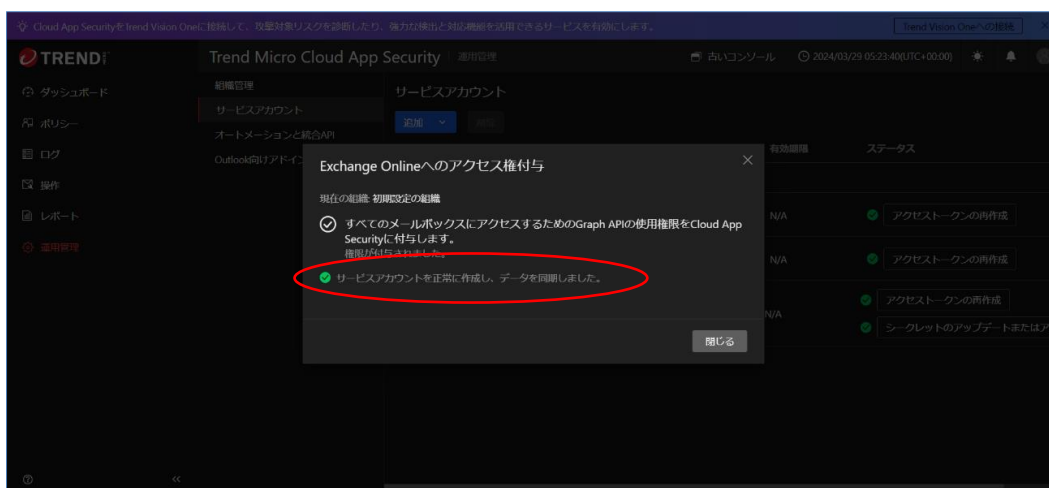 Cloud App SecurityをTrend Vision Oneに接続して、攻撃対象リスクを診断したり、強力な検出と対応機能を活用できるサービスを有効にします。
Trend Vision Oneへの接続
TREND
Trend Micro Cloud App Security 運用管理
古いコンソール
2024/03/29 05:23:40(UTC+00:00)
ダッシュボード
ポリシー
ログ
操作
レポート
運用管理
組織管理
サービスアカウント
オートメーションと統合API
Outlook向けアドイン
サービスアカウント
追加
削除
有効期限
ステータス
Exchange Onlineへのアクセス権付与
現在の組織: 初期設定の組織
すべてのメールボックスにアクセスするためのGraph APIの使用権限をCloud App
Securityに付与します。
権限が付与されました。
サービスアカウントを正常に作成し、データを同期しました。
閉じる
N/A
アクセストークンの再作成
N/A
アクセストークンの再作成
N/A
アクセストークンの再作成
シークレットのアップデートまたはア